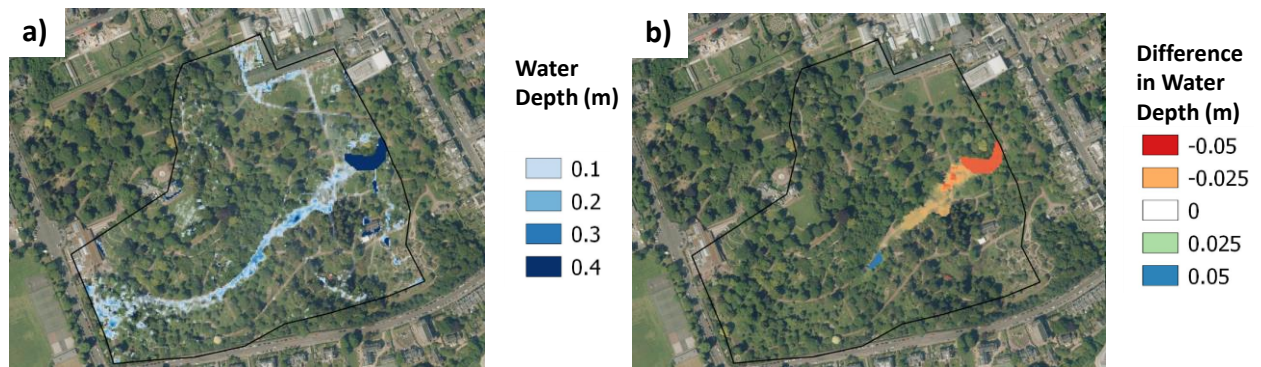 a)
Water
Depth (m)
0.1
0.2
0.3
0.4
b)
Difference
in Water
Depth (m)
-0.05
-0.025
0
0.025
0.05